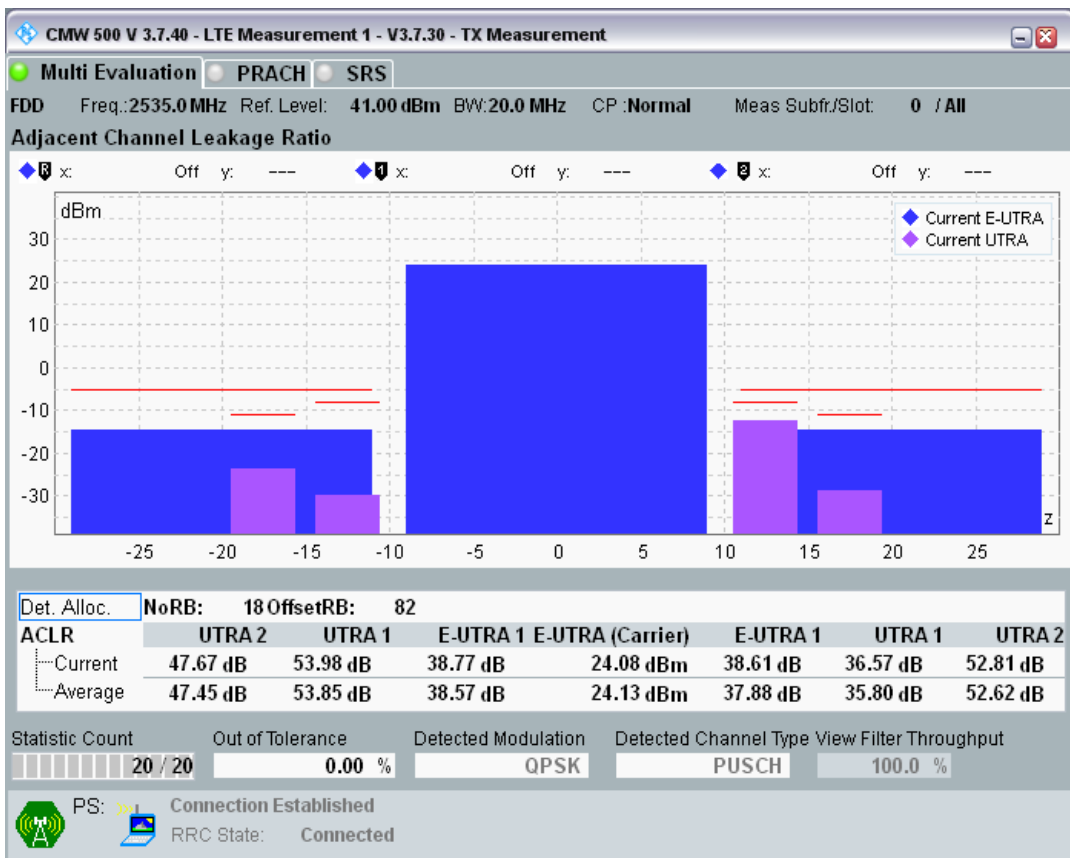 CMW 500 V 3.7.40 - LTE Measurement 1 - V3.7.30 - TX Measurement
Multi Evaluation PRACH SRS
FDD Freq.:2535.0 MHz Ref. Level: 41.00 dBm BW:20.0 MHz CP :Normal Meas Subfr./Slot: 0 / All
Adjacent Channel Leakage Ratio
R x: Off y: --- 1 x: Off y: --- 2 x: Off y: ---
dBm
Current E-UTRA
Current UTRA
30
20
10
0
-10
-20
-30
z
-25 -20 -15 -10 -5 0 5 10 15 20 25
Det. Alloc. NoRB: 18 OffsetRB: 82
ACLR UTRA 2 UTRA 1 E-UTRA 1 E-UTRA (Carrier) E-UTRA 1 UTRA 1 UTRA 2
Current 47.67 dB 53.98 dB 38.77 dB 24.08 dBm 38.61 dB 36.57 dB 52.81 dB
Average 47.45 dB 53.85 dB 38.57 dB 24.13 dBm 37.88 dB 35.80 dB 52.62 dB
Statistic Count Out of Tolerance Detected Modulation Detected Channel Type View Filter Throughput
20 / 20 0.00 % QPSK PUSCH 100.0 %
PS: Connection Established
RRC State: Connected